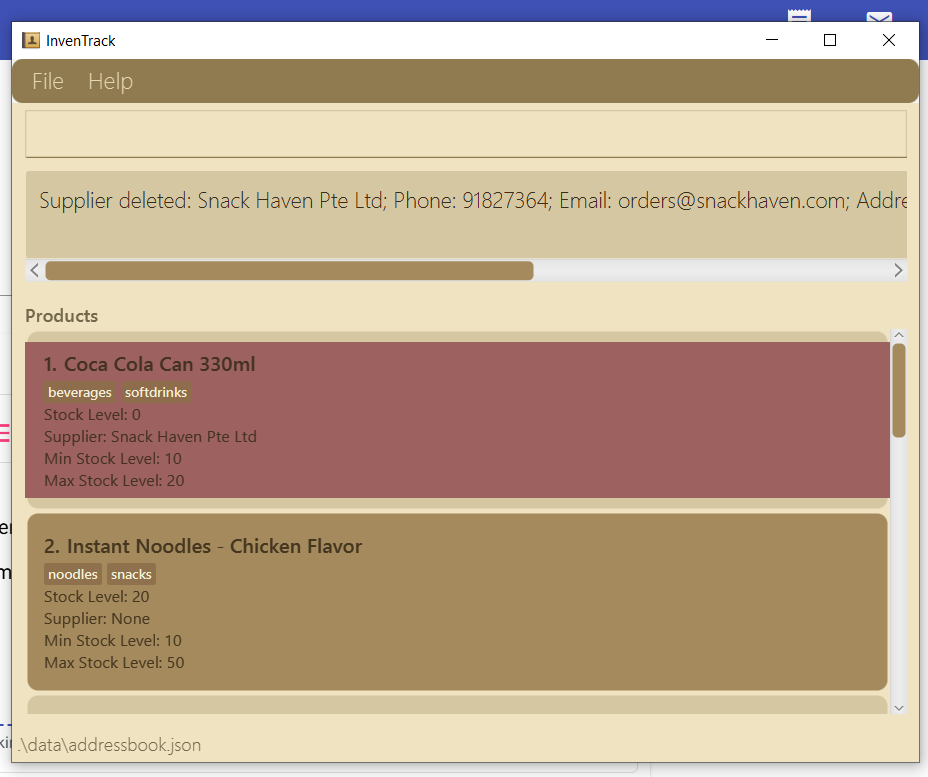 InvenTrack
File Help
Supplier deleted: Snack Haven Pte Ltd; Phone: 91827364; Email: orders@snackhaven.com; Addre
Products
1. Coca Cola Can 330ml
beverages softdrinks
Stock Level: 0
Supplier: Snack Haven Pte Ltd
Min Stock Level: 10
Max Stock Level: 20
2. Instant Noodles - Chicken Flavor
noodles snacks
Stock Level: 20
Supplier: None
Min Stock Level: 10
Max Stock Level: 50
.\data\addressbook.json